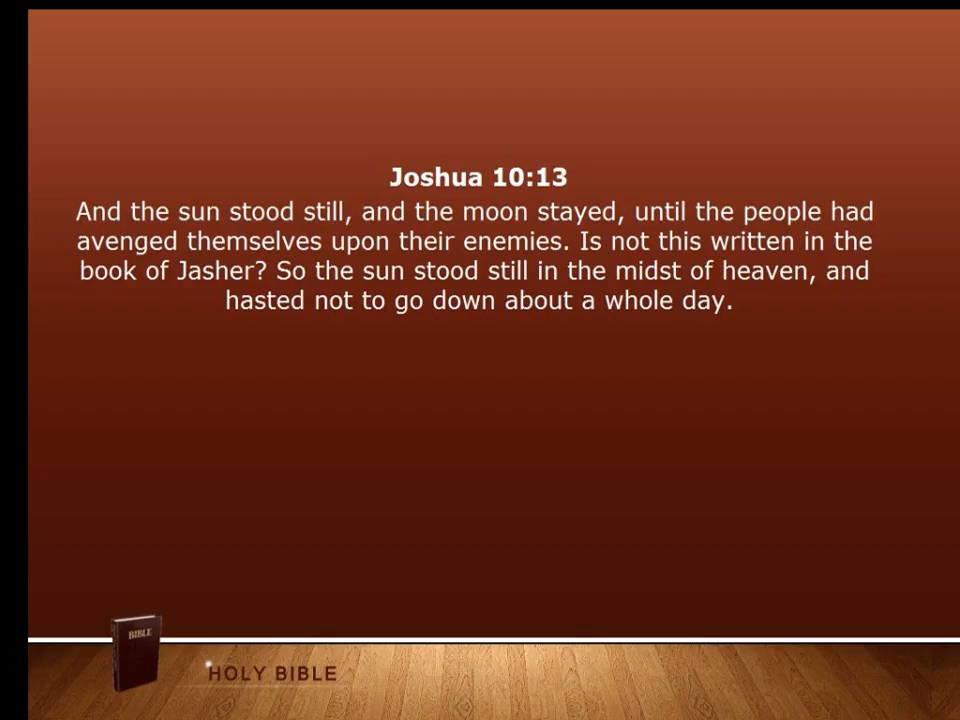 Joshua 10:13
And the sun stood still, and the moon stayed, until the people had
avenged themselves upon their enemies. Is not this written in the
book of Jasher? So the sun stood still in the midst of heaven, and
hasted not to go down about a whole day.
BIBLE
HOLY BIBLE